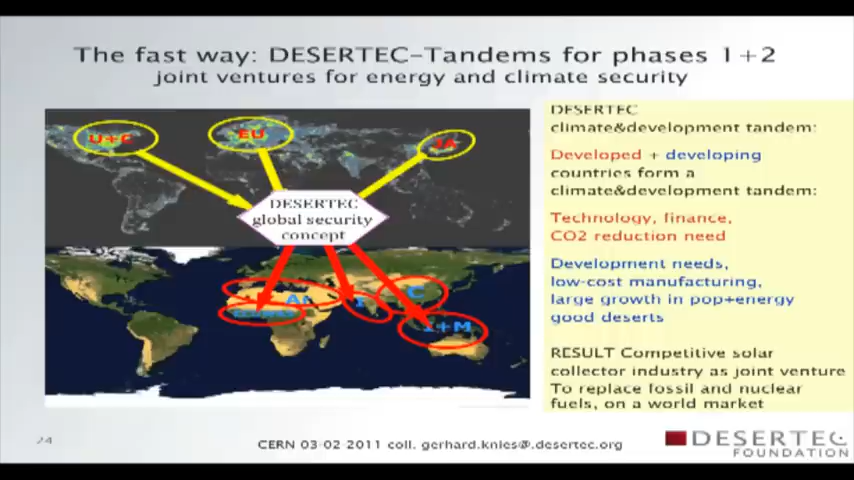 The fast way: DESERTEC-Tandems for phases 1+2
joint ventures for energy and climate security
U+C
EU
JA
DESERTEC
global security
concept
C
I+M
DESERTEC
climate&development tandem:
Developed + developing
countries form a
climate&development tandem:
Technology, finance,
CO2 reduction need
Development needs,
low-cost manufacturing,
large growth in pop+energy
good deserts
RESULT Competitive solar
collector industry as joint venture
To replace fossil and nuclear
fuels, on a world market
24
CERN 03-02 2011 coll. gerhard.knies@.desertec.org
DESERTEC
FOUNDATION